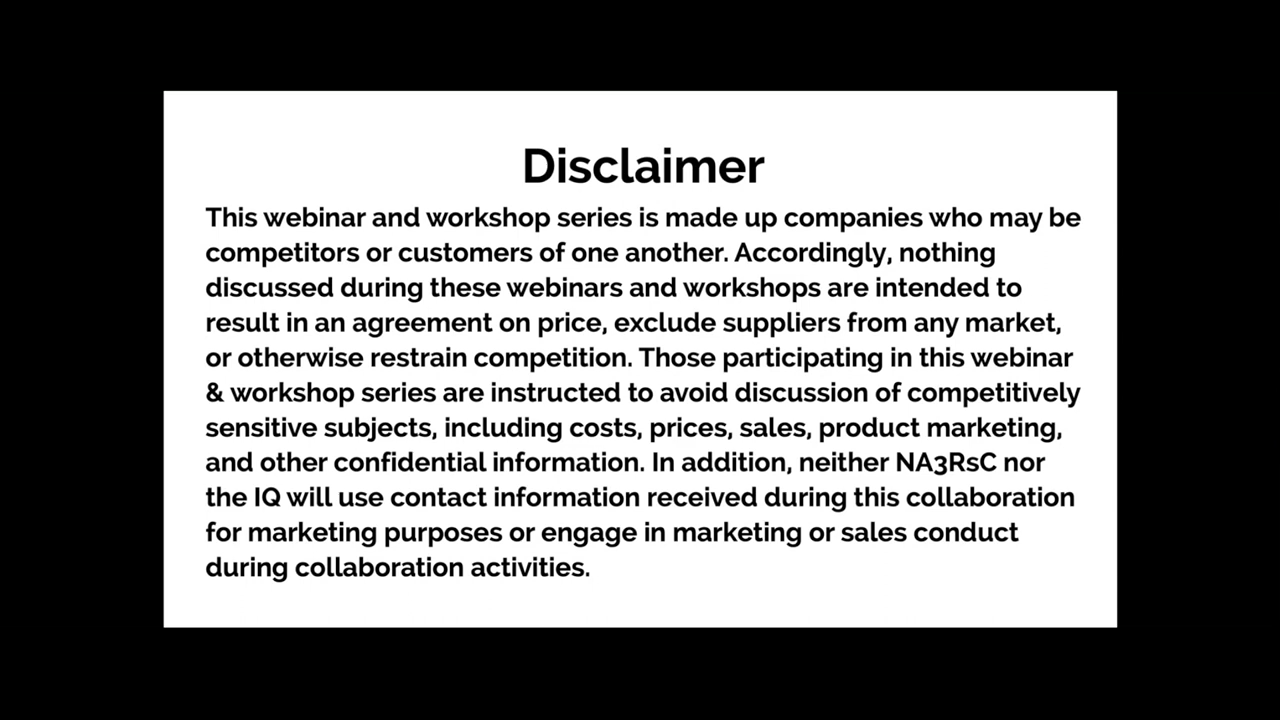 Disclaimer
This webinar and workshop series is made up companies who may be
competitors or customers of one another. Accordingly, nothing
discussed during these webinars and workshops are intended to
result in an agreement on price, exclude suppliers from any market,
or otherwise restrain competition. Those participating in this webinar
& workshop series are instructed to avoid discussion of competitively
sensitive subjects, including costs, prices, sales, product marketing,
and other confidential information. In addition, neither NA3RsC nor
the IQ will use contact information received during this collaboration
for marketing purposes or engage in marketing or sales conduct
during collaboration activities.